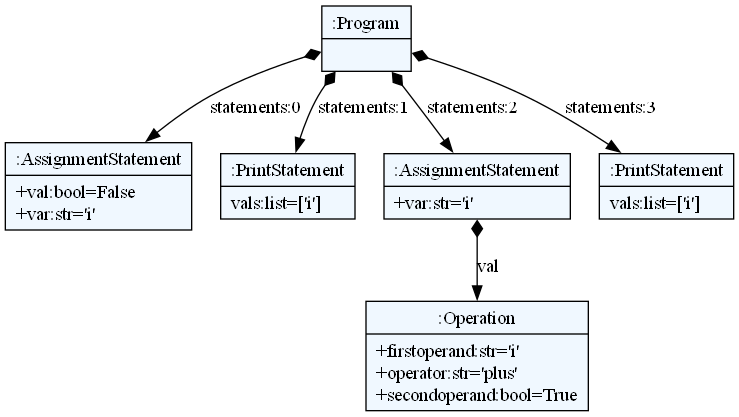 :Program
statements:0
statements:1
statements:2
statements:3
:AssignmentStatement
+val:bool=False
+var:str='i'
:PrintStatement
vals:list=['i']
:AssignmentStatement
+var:str='i'
:PrintStatement
vals:list=['i']
val
:Operation
+firstoperand:str='i'
+operator:str='plus'
+secondoperand:bool=True